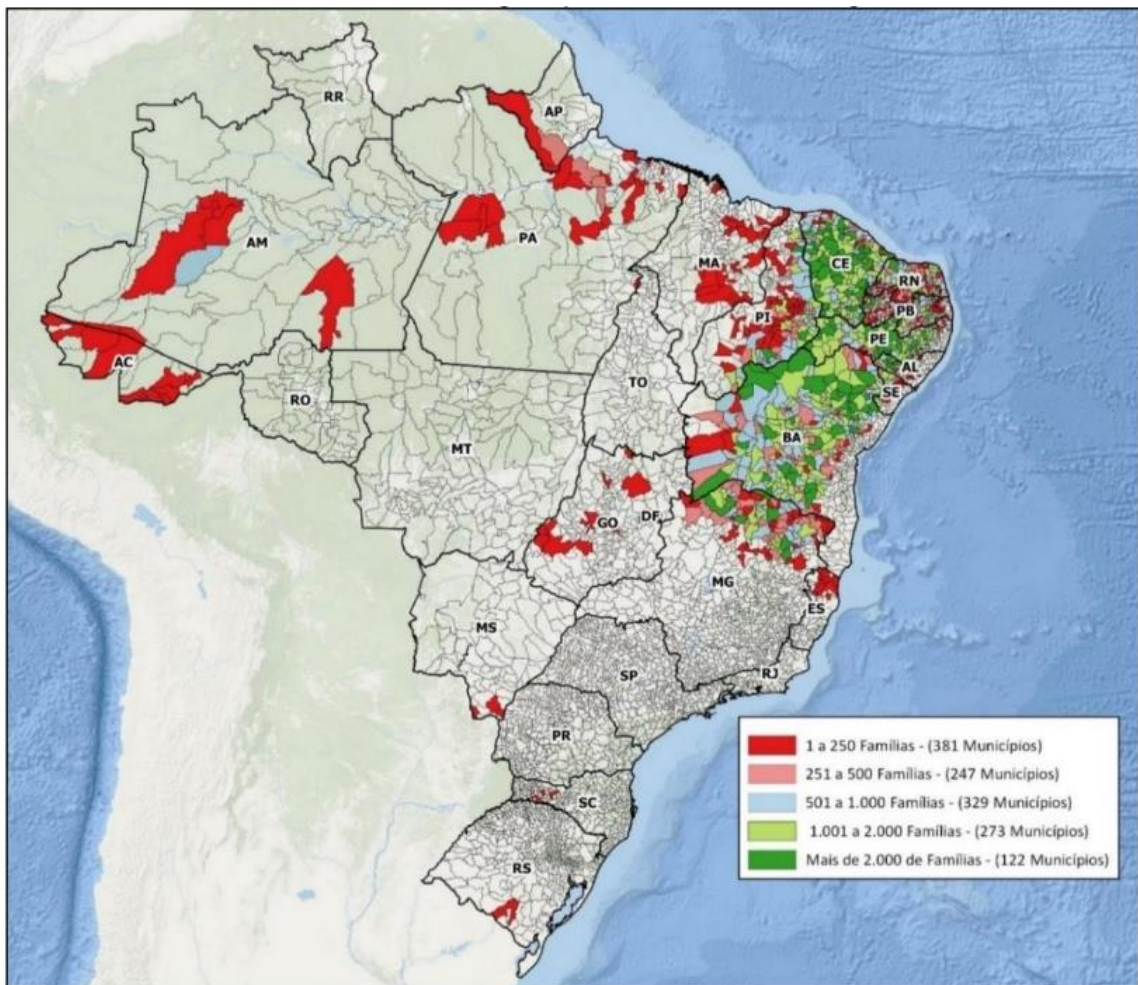 RR
AP
AM
PA
MA
CE
RN
PB
PI
PE
AL
SE
AC
TO
RO
BA
MT
DF
GO
MG
ES
MS
SP
RJ
PR
SC
RS
1 a 250 Famílias - (381 Municípios)
251 a 500 Famílias - (247 Municípios)
501 a 1.000 Famílias - (329 Municípios)
1.001 a 2.000 Famílias - (273 Municípios)
Mais de 2.000 de Famílias - (122 Municípios)